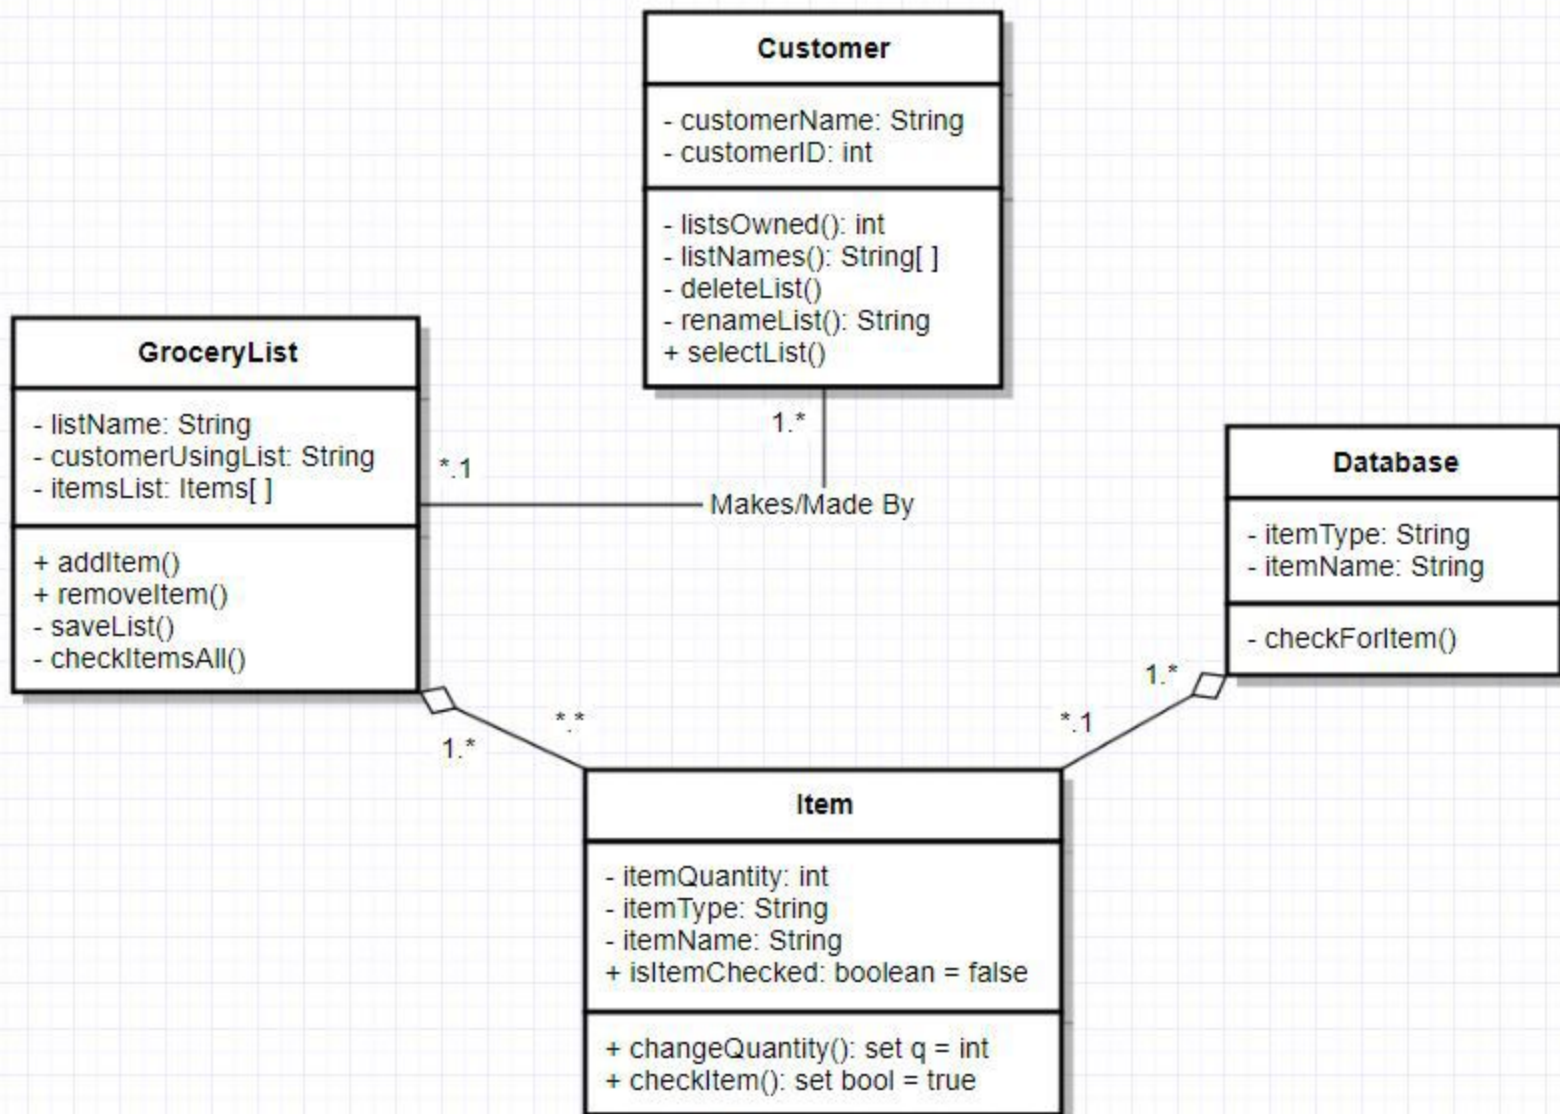 Customer
- customerName: String
- customerID: int
- listsOwned(): int
- listNames(): String[ ]
- deleteList()
- renameList(): String
+ selectList()
1.*
GroceryList
- listName: String
- customerUsingList: String
- itemsList: Items[ ]
+ addItem()
+ removeItem()
- saveList()
- checkItemsAll()
*.1
Makes/Made By
Database
- itemType: String
- itemName: String
- checkForItem()
1.*
*.1
*.*
1.*
Item
- itemQuantity: int
- itemType: String
- itemName: String
+ isItemChecked: boolean = false
+ changeQuantity(): set q = int
+ checkItem(): set bool = true